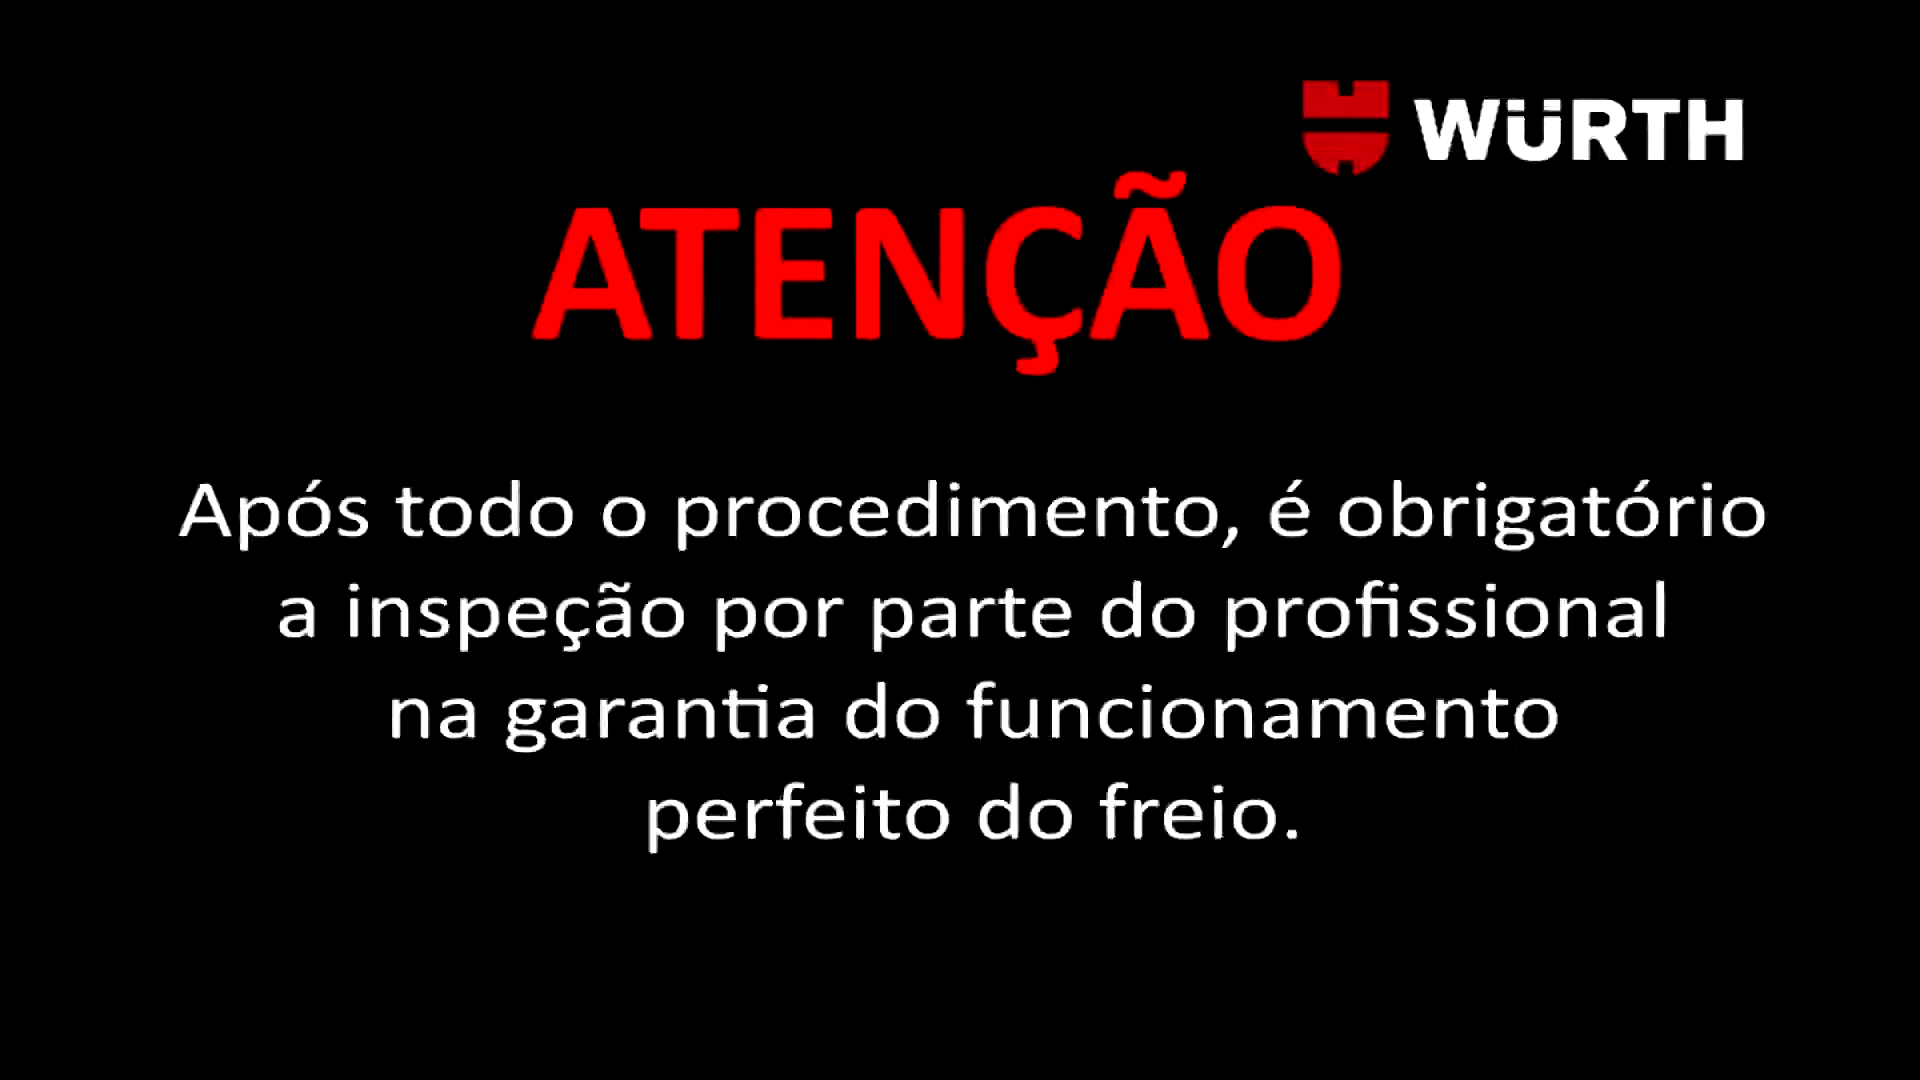 WÜRTH
ATENÇÃO
Após todo o procedimento, é obrigatório
a inspeção por parte do profissional
na garantia do funcionamento
perfeito do freio.